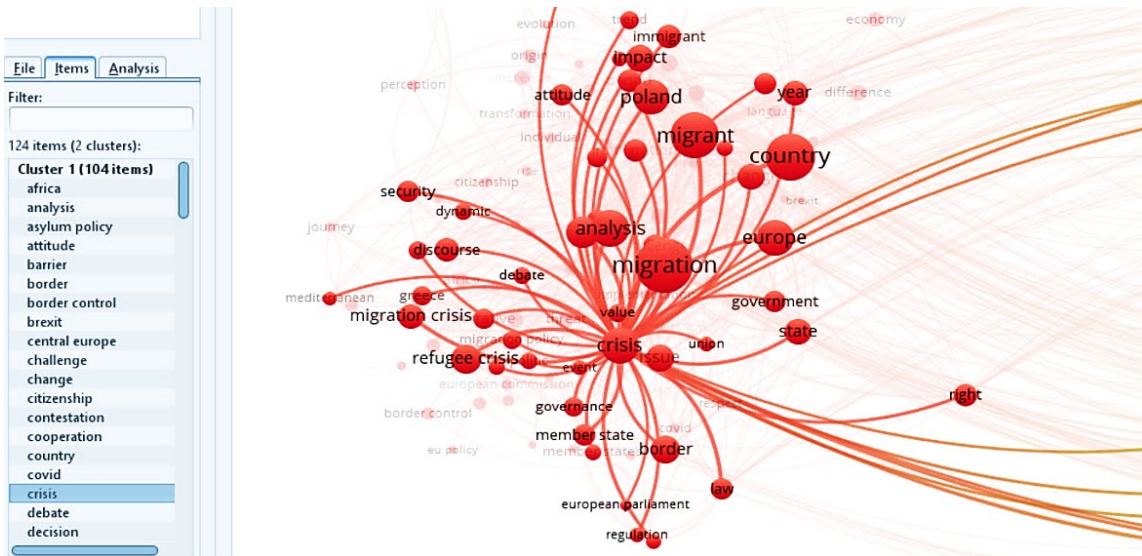 File Items Analysis
Filter:
124 items (2 clusters):
Cluster 1 (104 items)
africa
analysis
asylum policy
attitude
barrier
border
border control
brexit
central europe
challenge
change
citizenship
contestation
cooperation
country
covid
crisis
debate
decision
trend
economy
evolution
immigrant
origin
impact
perception
attitude
poland
year
difference
transformation
language
individual
migrant
country
rise
citizenship
security
brexit
dynamic
journey
analysis
europe
discourse
migration
debate
mediterranean
greece
government
migration crisis
value
threat
state
migration policy
crisis
union
refugee crisis
issue
event
european commission
right
governance
respect
border control
covid
member state
eu policy
border
law
european parliament
regulation